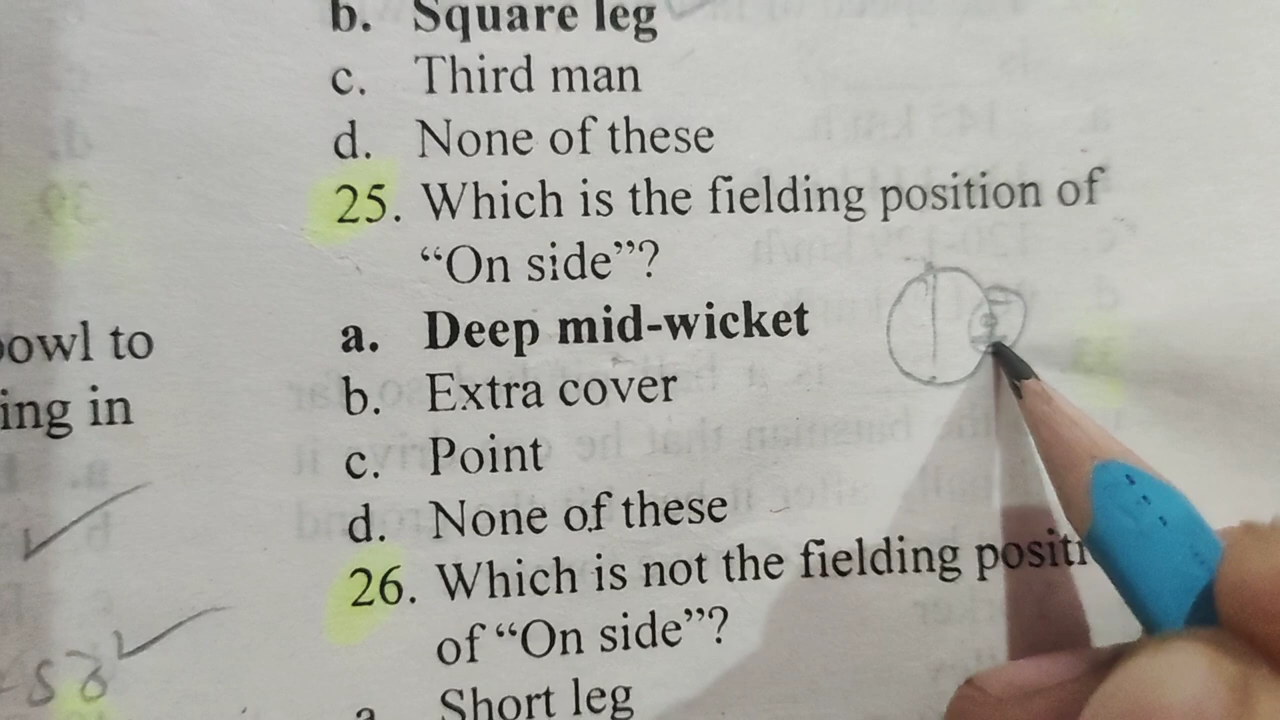 b. Square leg
c. Third man
d. None of these
25. Which is the fielding position of
“On side”?
a. Deep mid-wicket
b. Extra cover
c. Point
d. None of these
26. Which is not the fielding
of “On side”?
a. Short leg
to
ing in